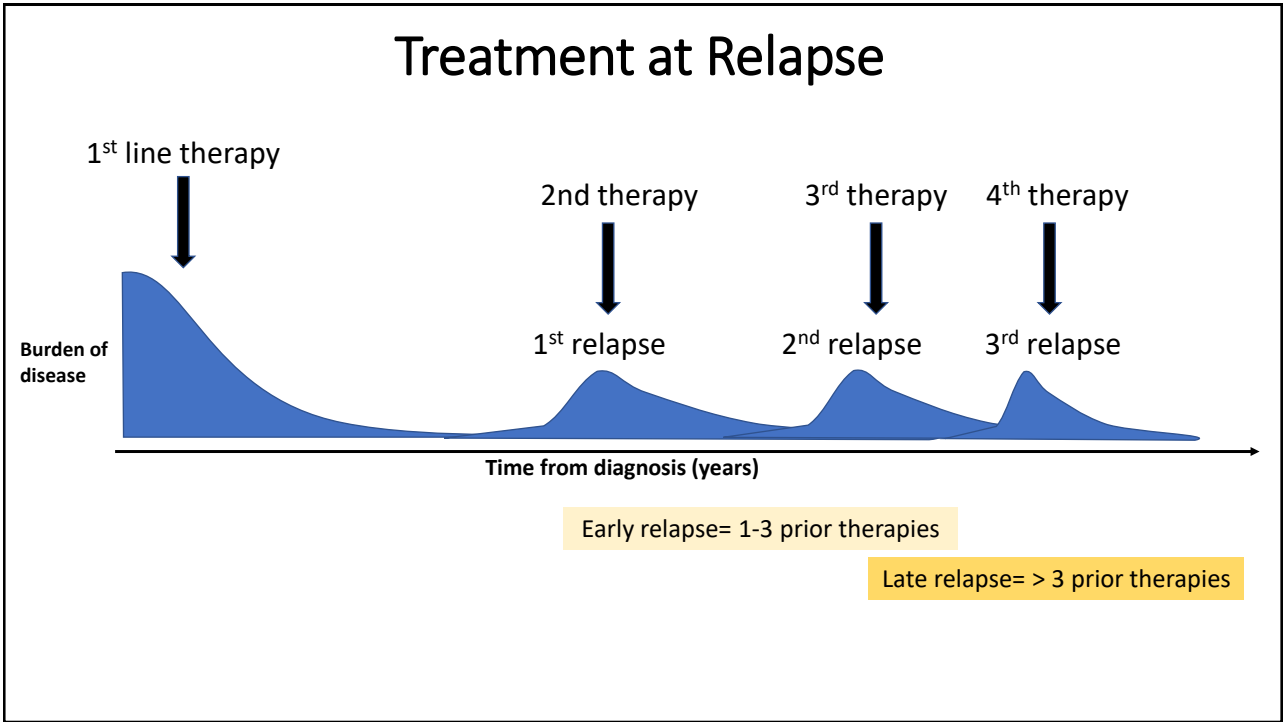 Treatment at Relapse
1st line therapy
2nd therapy
3rd therapy
4th therapy
1st relapse
2nd relapse
3rd relapse
Burden of
disease
Time from diagnosis (years)
Early relapse= 1-3 prior therapies
Late relapse= > 3 prior therapies